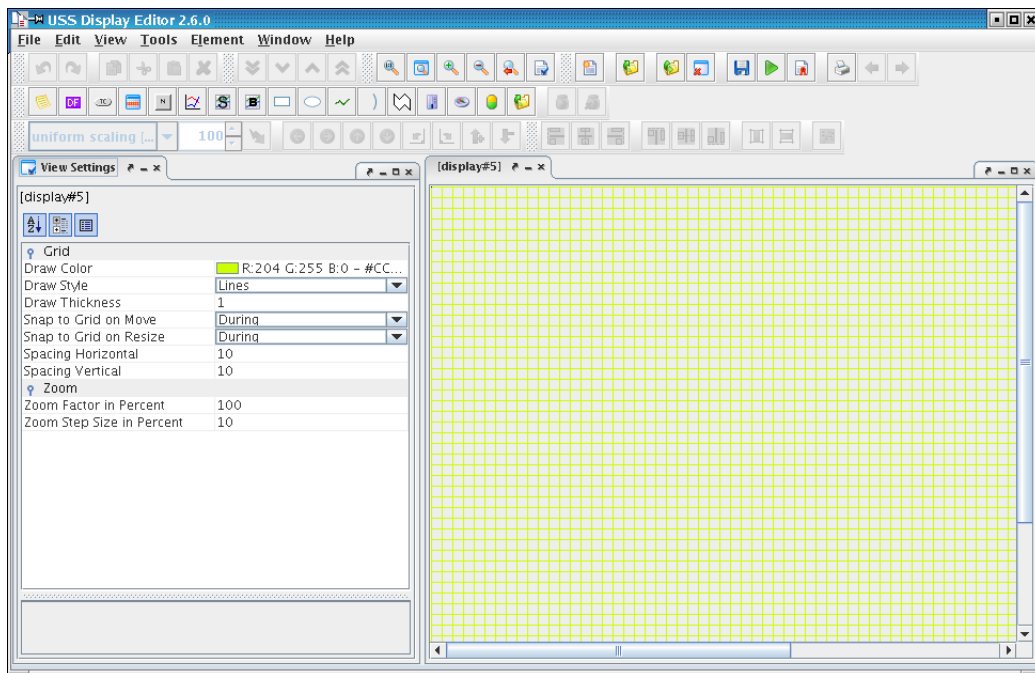 USS Display Editor 2.6.0
File Edit View Tools Element Window Help
DF TC N S B
uniform scaling [... 100
View Settings
[display#5]
[display#5]
Grid
Draw Color R:204 G:255 B:0 - #CC...
Draw Style Lines
Draw Thickness 1
Snap to Grid on Move During
Snap to Grid on Resize During
Spacing Horizontal 10
Spacing Vertical 10
Zoom
Zoom Factor in Percent 100
Zoom Step Size in Percent 10